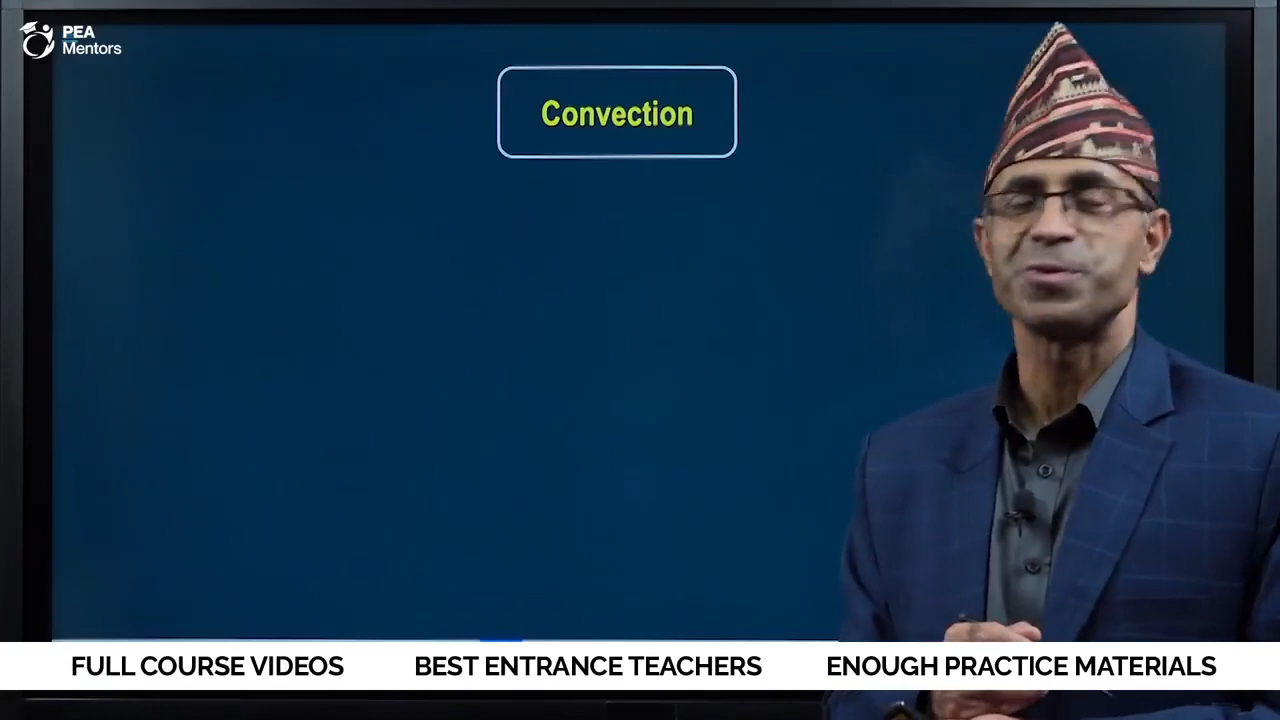 PEA
Mentors
Convection
FULL COURSE VIDEOS
BEST ENTRANCE TEACHERS
ENOUGH PRACTICE MATERIALS